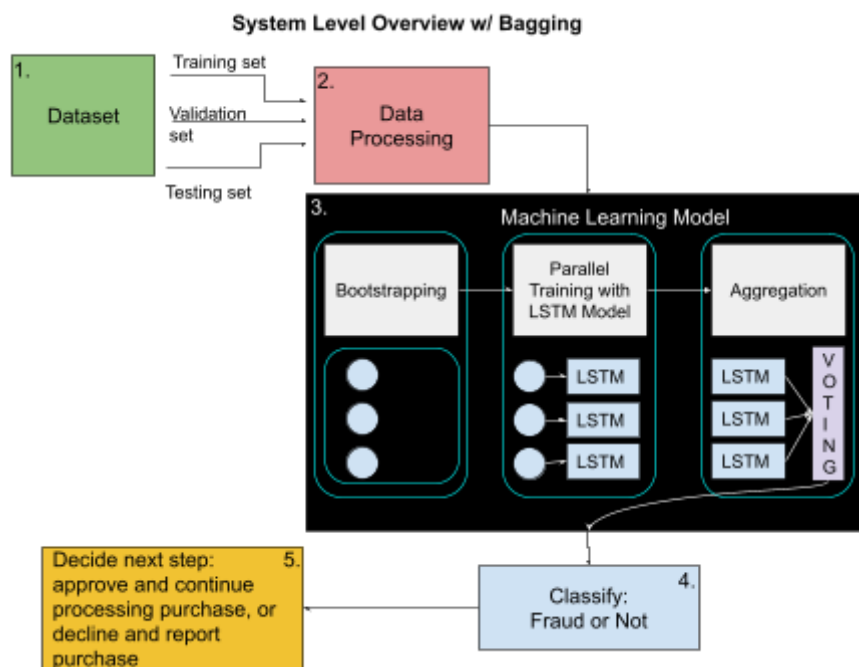 System Level Overview w/ Bagging
1.
Dataset
Training set
Validation
set
Testing set
2.
Data
Processing
3.
Machine Learning Model
Bootstrapping
Parallel
Training with
LSTM Model
Aggregation
LSTM
LSTM
LSTM
LSTM
LSTM
LSTM
VOTING
4.
Classify:
Fraud or Not
5.
Decide next step:
approve and continue
processing purchase, or
decline and report
purchase